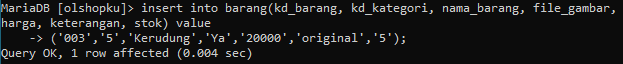 MariaDB [olshopku]> insert into barang(kd_barang, kd_kategori, nama_barang, file_gambar,
harga, keterangan, stok) value
    -> ('003','5','Kerudung','Ya','20000','original','5');
Query OK, 1 row affected (0.004 sec)